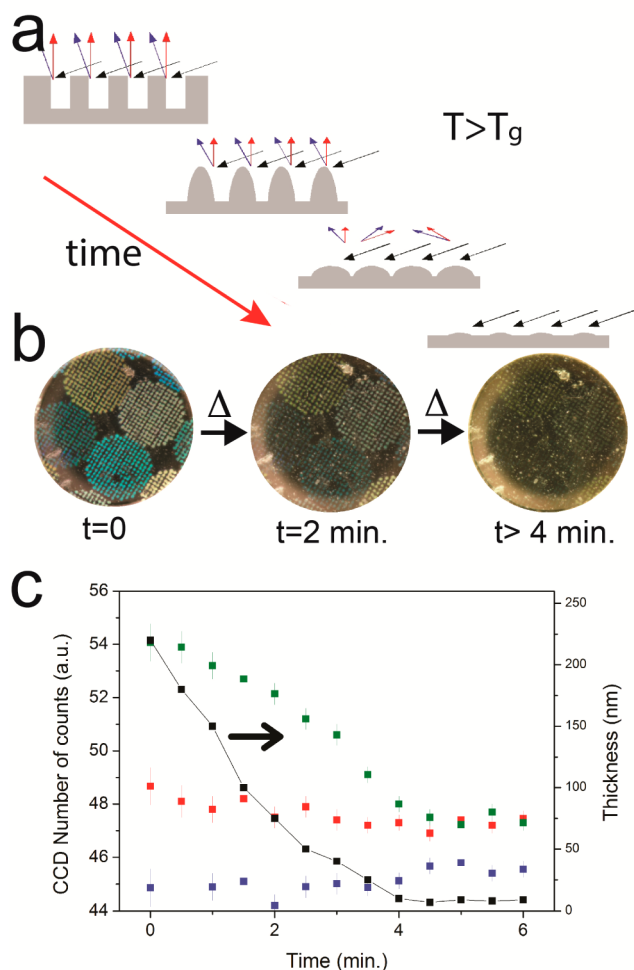 a
T>Tg
time
b
Δ
Δ
t=0
t=2 min.
t> 4 min.
c
56
54
52
50
48
46
44
CCD Number of counts (a.u.)
250
200
150
100
50
0
Thickness (nm)
0
2
4
6
Time (min.)